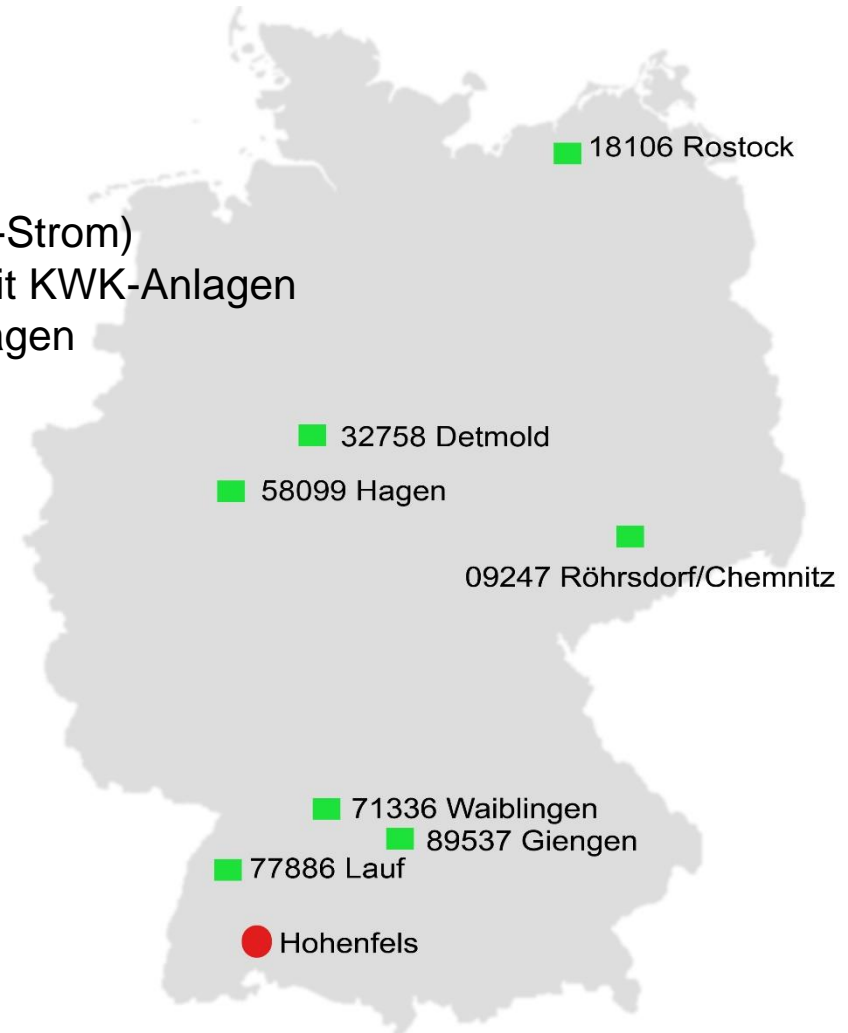 18106 Rostock
-Strom)
it KWK-Anlagen
agen
32758 Detmold
58099 Hagen
09247 Röhrsdorf/Chemnitz
71336 Waiblingen
89537 Giengen
77886 Lauf
Hohenfels